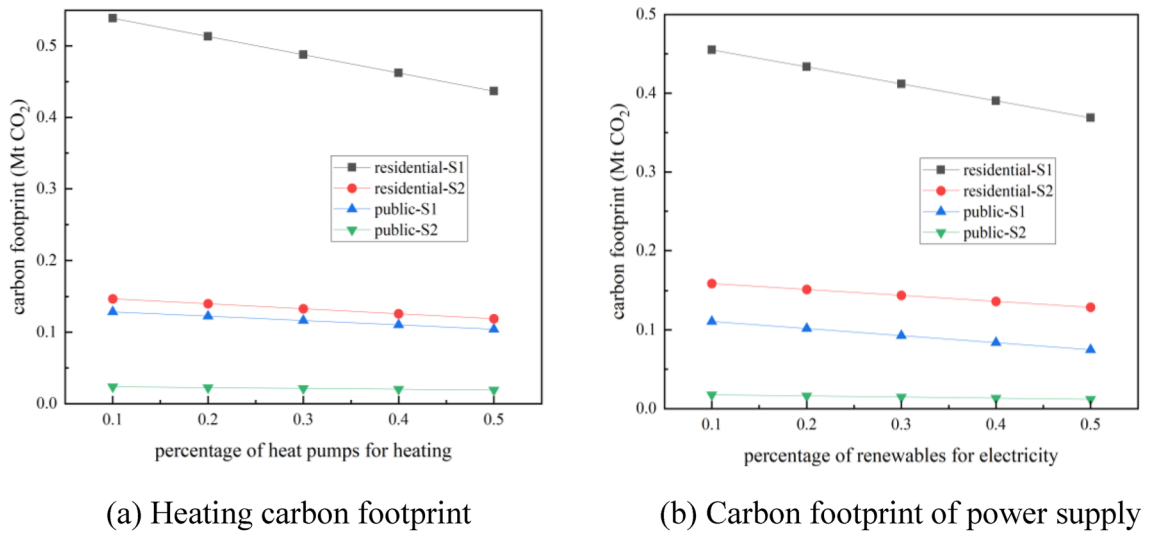 carbon footprint (Mt CO2)
0.5
0.4
0.3
0.2
0.1
0.0
residential-S1
residential-S2
public-S1
public-S2
0.1 0.2 0.3 0.4 0.5
percentage of heat pumps for heating
(a) Heating carbon footprint
carbon footprint (Mt CO2)
0.5
0.4
0.3
0.2
0.1
0.0
residential-S1
residential-S2
public-S1
public-S2
0.1 0.2 0.3 0.4 0.5
percentage of renewables for electricity
(b) Carbon footprint of power supply